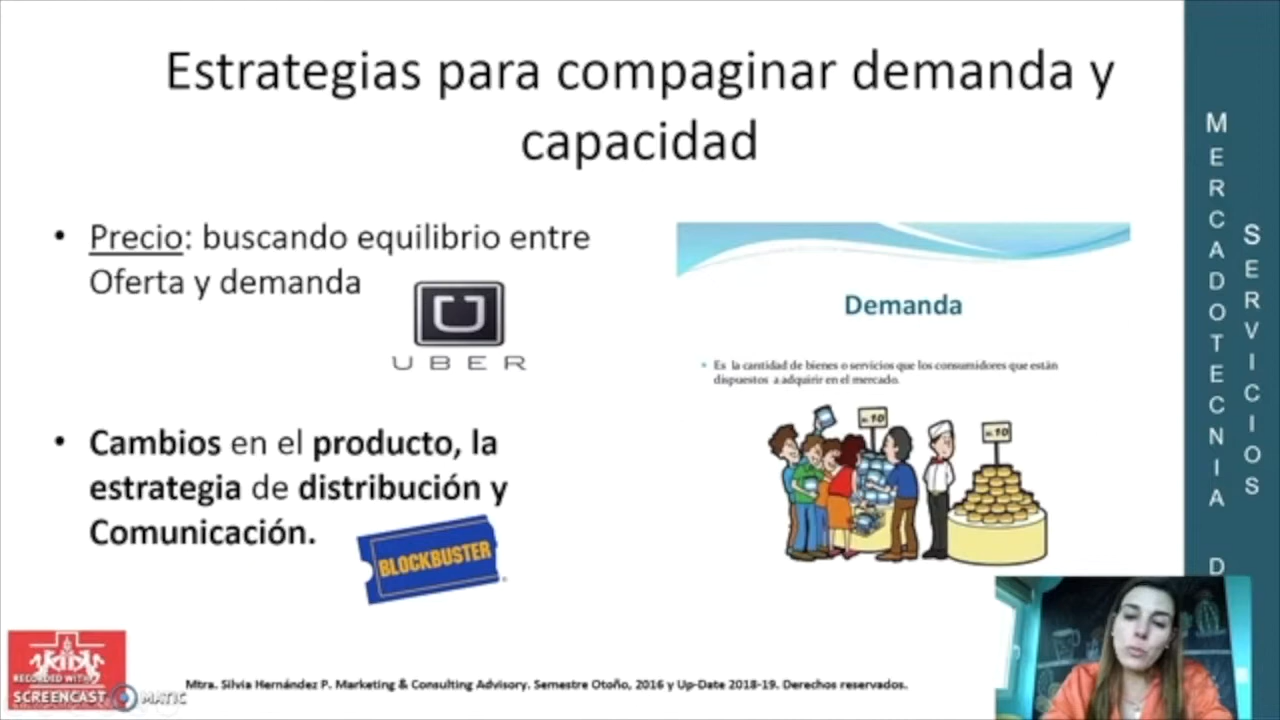 Estrategias para compaginar demanda y
capacidad
• Precio: buscando equilibrio entre
Oferta y demanda
UBER
• Cambios en el producto, la
estrategia de distribución y
Comunicación.
BLOCKBUSTER
Demanda
Es la cantidad de bienes o servicios que los consumidores que están
dispuestos a adquirir en el mercado.
10
10
MERCADOTECNIA D
SERVICIOS
RECORDED WITH
SCREENCAST MATIC
Mtra. Silvia Hernández P. Marketing & Consulting Advisory. Semestre Otoño, 2016 y Up-Date 2018-19. Derechos reservados.